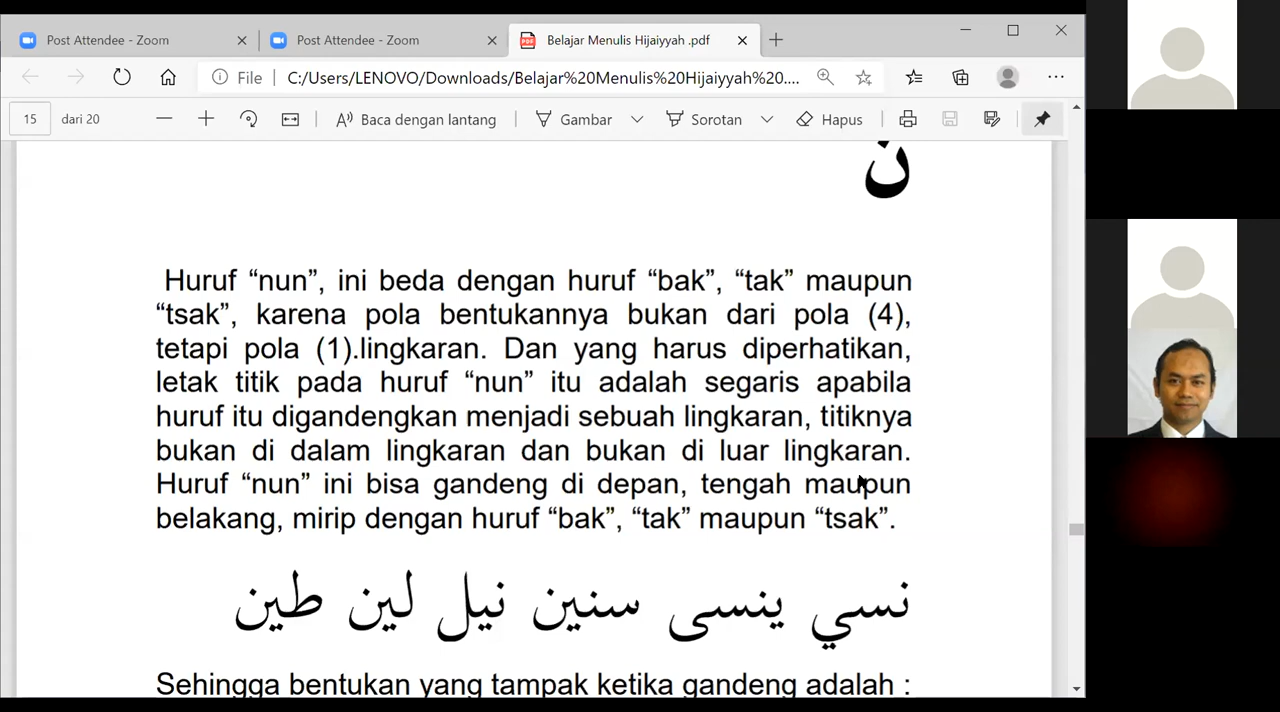 Post Attendee - Zoom
Post Attendee - Zoom
Belajar Menulis Hijaiyyah .pdf
File
C:/Users/LENOVO/Downloads/Belajar%20Menulis%20Hijaiyyah%20....
15
dari 20
Baca dengan lantang
Gambar
Sorotan
Hapus
ن
Huruf “nun”, ini beda dengan huruf “bak”, “tak” maupun
“tsak”, karena pola bentukannya bukan dari pola (4),
tetapi pola (1).lingkaran. Dan yang harus diperhatikan,
letak titik pada huruf “nun” itu adalah segaris apabila
huruf itu digandengkan menjadi sebuah lingkaran, titiknya
bukan di dalam lingkaran dan bukan di luar lingkaran.
Huruf “nun” ini bisa gandeng di depan, tengah maupun
belakang, mirip dengan huruf “bak”, “tak” maupun “tsak”.
نسي ينسى سنين نيل لين طين
Sehingga bentukan yang tampak ketika gandeng adalah :